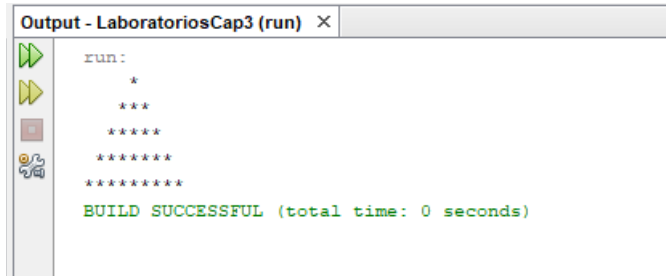 Output - LaboratoriosCap3 (run) ×
run:
    *
   ***
  *****
 *******
*********
BUILD SUCCESSFUL (total time: 0 seconds)